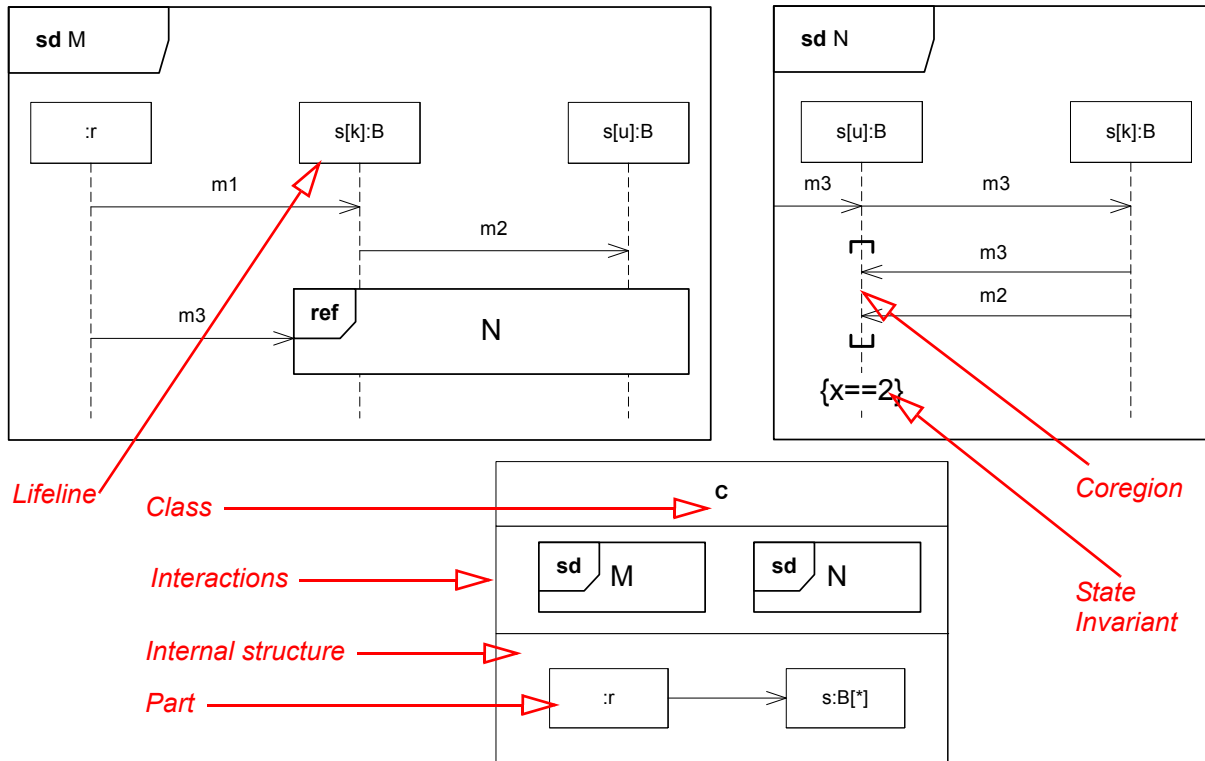 sd M
:r
s[k]:B
s[u]:B
m1
m2
m3
ref
N
sd N
s[u]:B
s[k]:B
m3
m3
m3
m2
{x==2}
Lifeline
Coregion
State
Invariant
Class
C
Interactions
sd M
sd N
Internal structure
Part
:r
s:B[*]